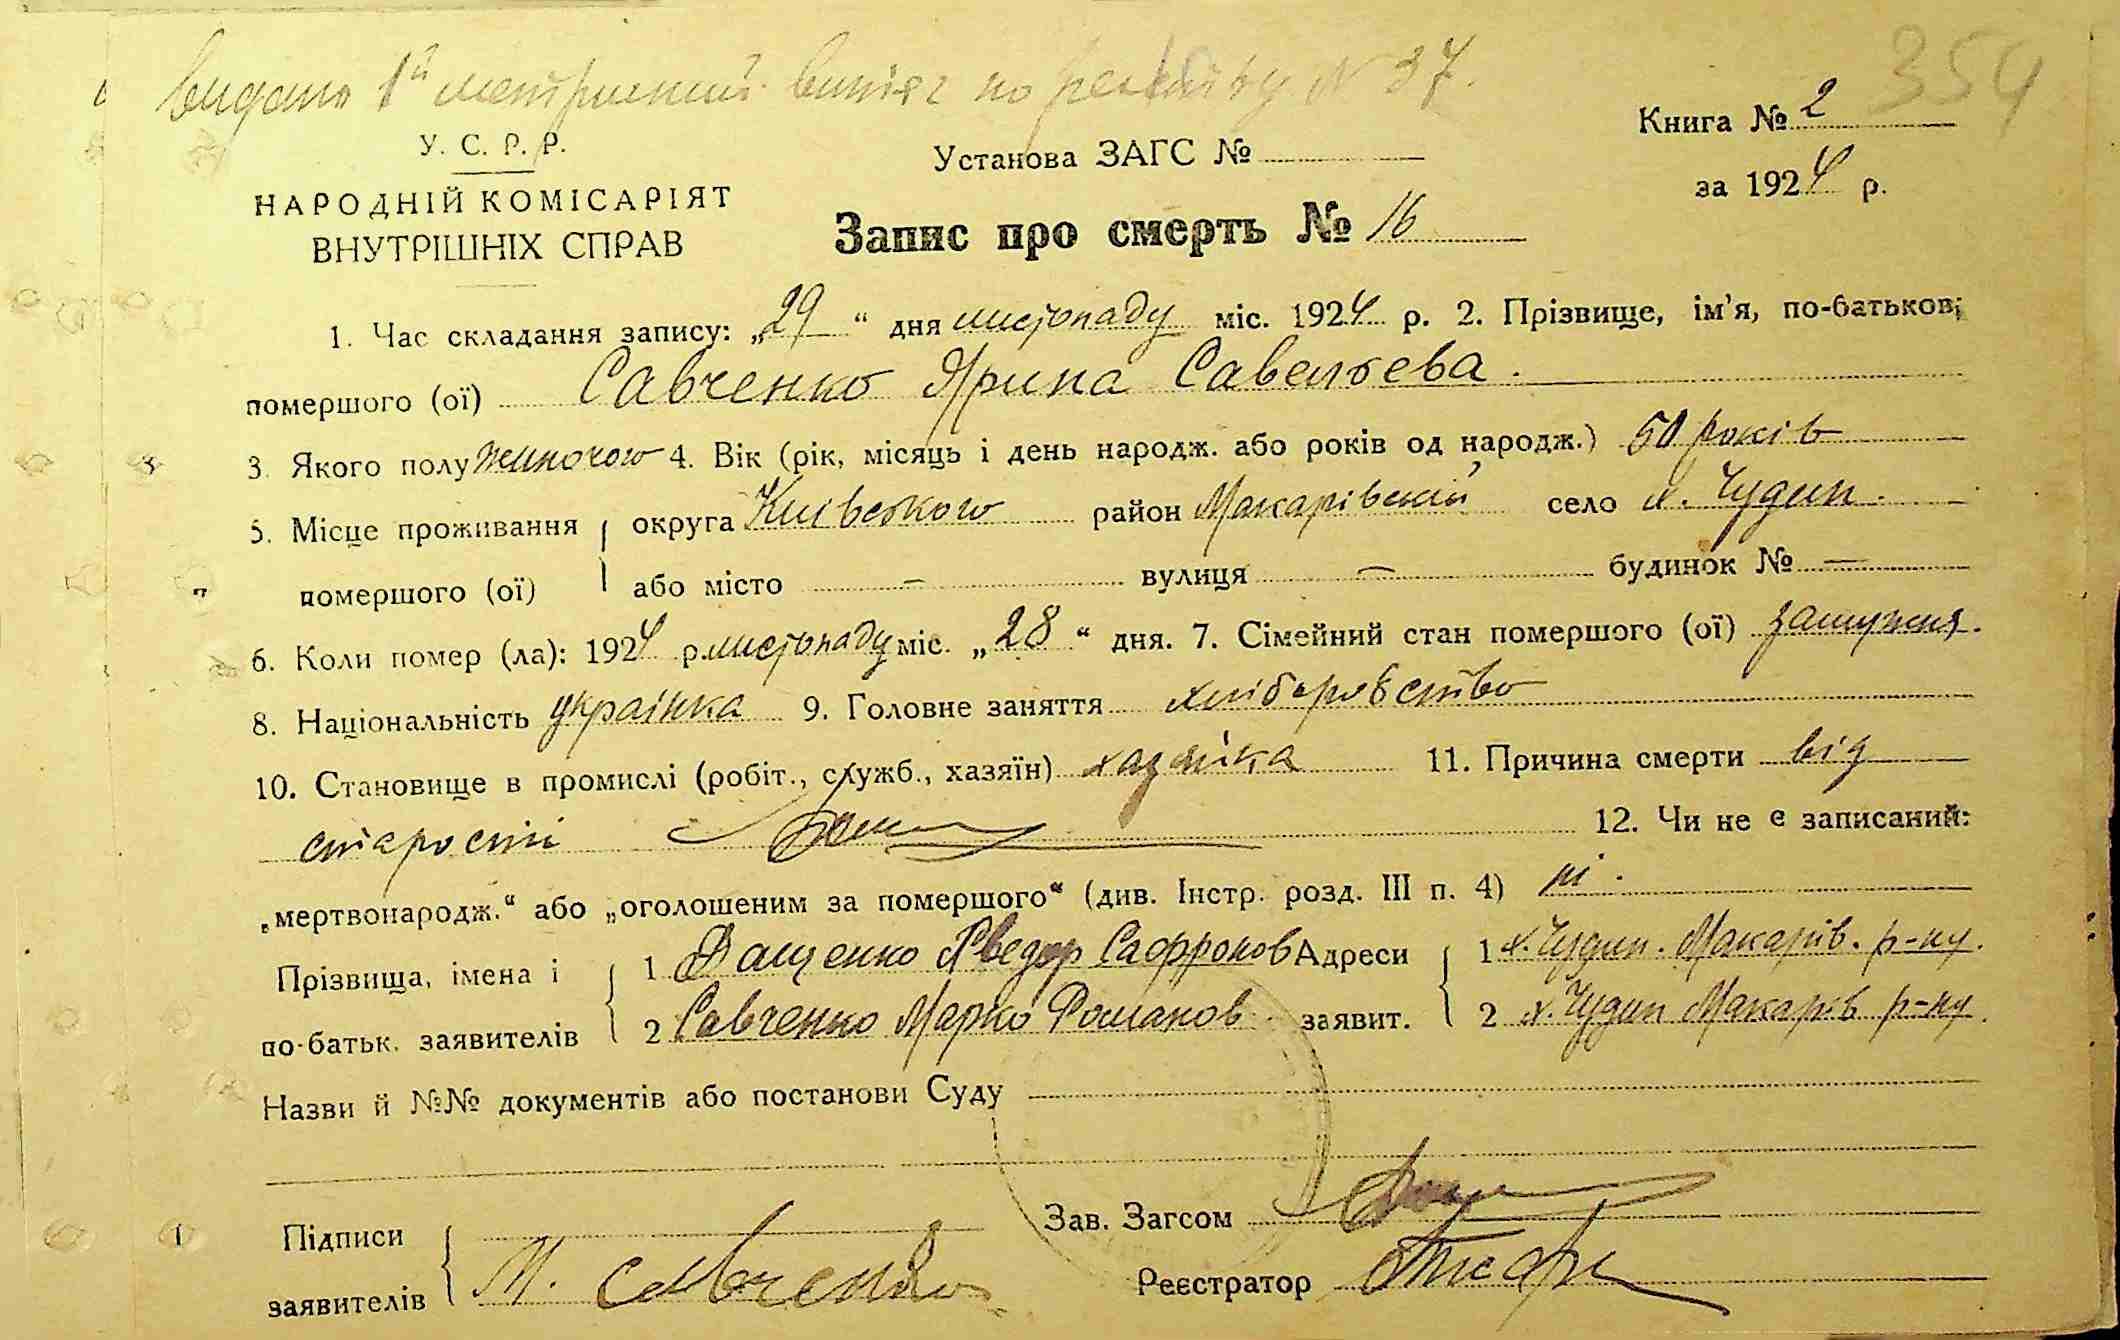 видано 1й метричний витяг по реєстру N 37.
354
Книга № 2
У. С. Р. Р.
Установа ЗАГС №
за 1924 р.
НАРОДНІЙ КОМІСАРІЯТ
ВНУТРІШНІХ СПРАВ
Запис про смерть № 16
1. Час складання запису: „29“ дня листопаду міс. 1924 р. 2. Прізвище, ім'я, по-батькові
помершого (ої) Савченко Ярина Савельєва.
3. Якого полу жиночого 4. Вік (рік, місяць і день народж. або років од народж.) 50 років
5. Місце проживання округа Київського район Макарівский село х. Чудин.
помершого (ої) або місто — вулиця — будинок № —
6. Коли помер (ла): 1924 р. листопаду міс. „28“ дня. 7. Сімейний стан помершого (ої) замужня.
8. Національність українка 9. Головне заняття хліборобство
10. Становище в промислі (робіт., служб., хазяїн) хазяйка 11. Причина смерти від
старости 12. Чи не є записаний:
„мертвонародж.“ або „оголошеним за помершого“ (див. Інстр. розд. III п. 4) ні.
Прізвища, імена і 1 Ващенко Хведор Сафронов Адреси 1 х. Чудин. Макарів. р-ну.
по-батьк. заявителів 2 Савченко Марко Романов заявит. 2 х. Чудин Макарів р-ну.
Назви й №№ документів або постанови Суду
Підписи Зав. Загсом
заявителів М. Савченко Реєстратор